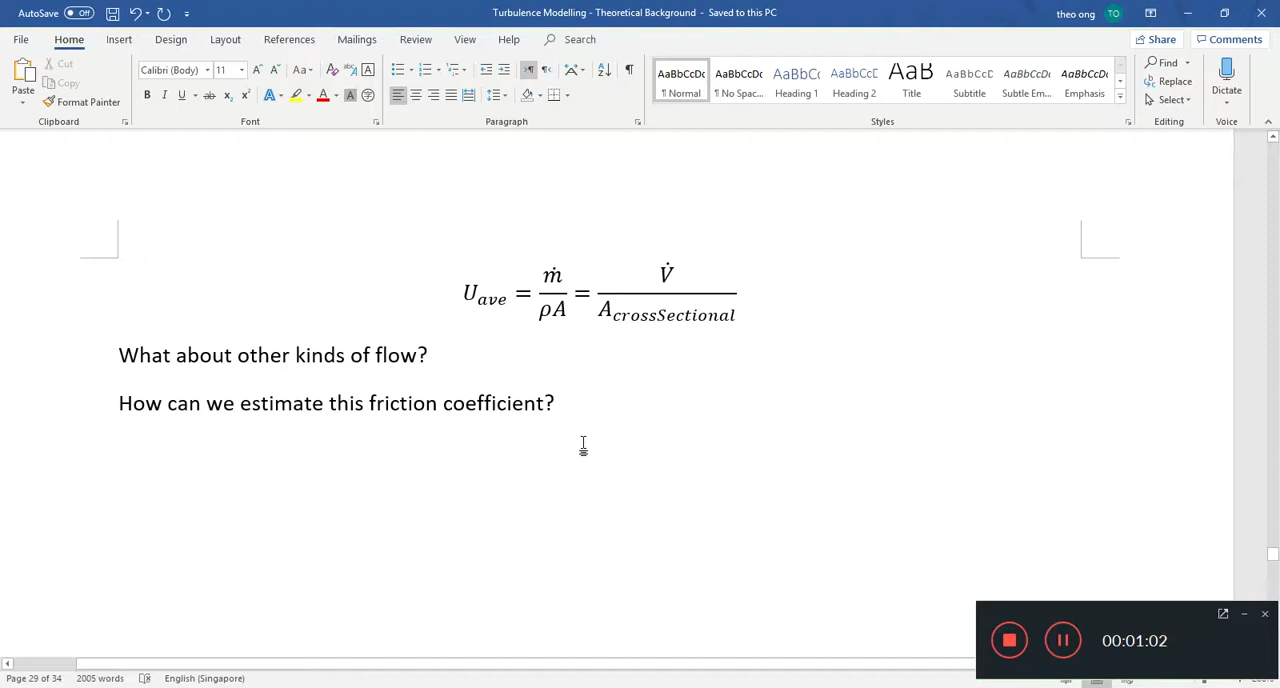 AutoSave Off Turbulence Modelling - Theoretical Background - Saved to this PC theo ong TO
File Home Insert Design Layout References Mailings Review View Help Search Share Comments
Cut
Copy
Format Painter
Paste
Calibri (Body) 11
AaBbCcDc AaBbCcDc AaBbC( AaBbCcE AaB AaBbCcD AaBbCcDc AaBbCcDc
¶ Normal ¶ No Spac... Heading 1 Heading 2 Title Subtitle Subtle Em... Emphasis
Find
Replace
Select
Dictate
Clipboard Font Paragraph Styles Editing Voice
U_ave = ṁ/ρA = V̇/A_crossSectional
What about other kinds of flow?
How can we estimate this friction coefficient?
00:01:02
Page 29 of 34 2005 words English (Singapore)